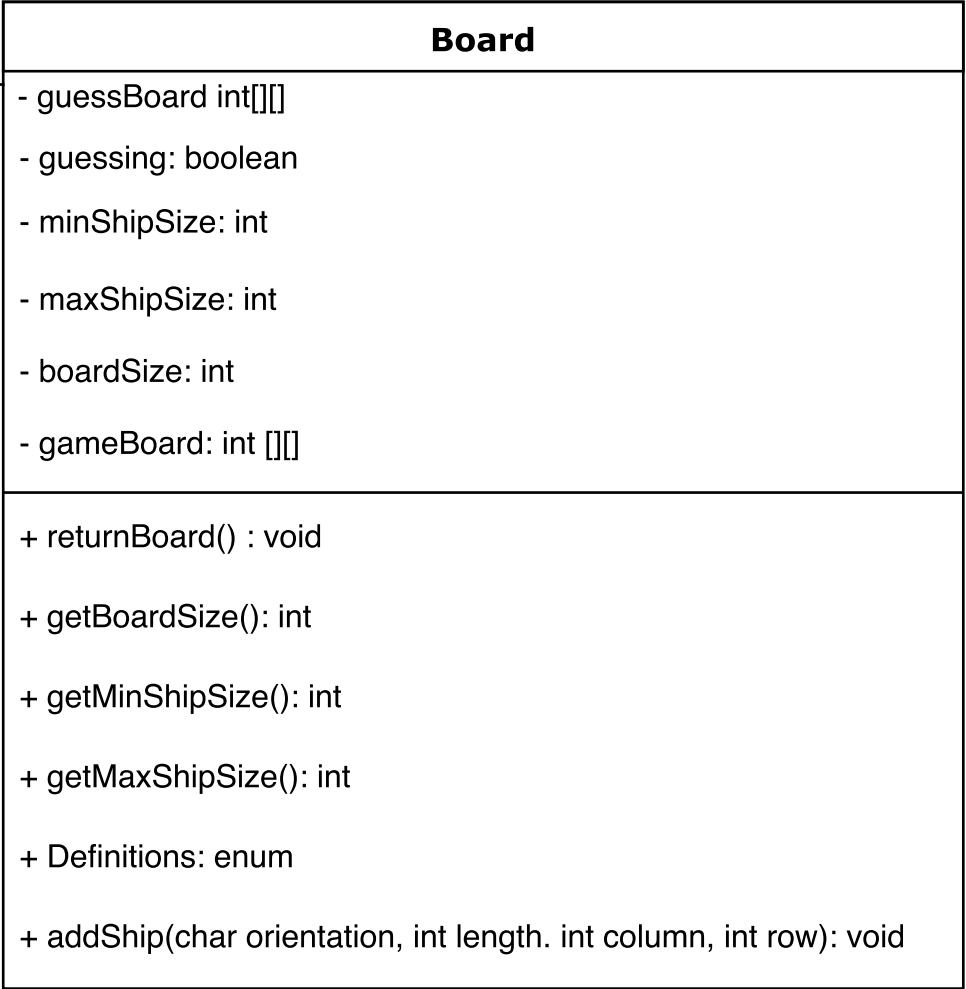 Board
- guessBoard int[][]
- guessing: boolean
- minShipSize: int
- maxShipSize: int
- boardSize: int
- gameBoard: int [][]
+ returnBoard() : void
+ getBoardSize(): int
+ getMinShipSize(): int
+ getMaxShipSize(): int
+ Definitions: enum
+ addShip(char orientation, int length. int column, int row): void